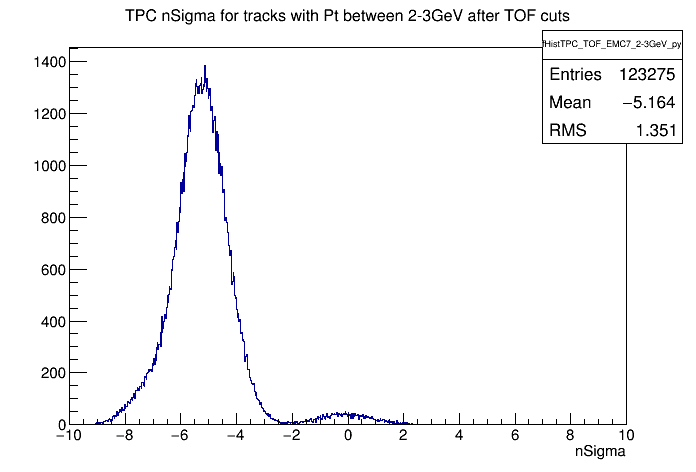 TPC nSigma for tracks with Pt between 2-3GeV after TOF cuts
fHistTPC_TOF_EMC7_2-3GeV_py
Entries 123275
Mean −5.164
RMS 1.351
1400
1200
1000
800
600
400
200
0
−10 −8 −6 −4 −2 0 2 4 6 8 10
nSigma